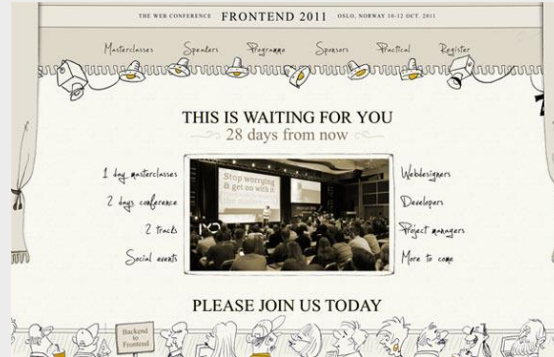 THE WEB CONFERENCE FRONTEND 2011 OSLO, NORWAY 10-12 OCT. 2011
Masterclasses Speakers Programme Sponsors Practical Register
THIS IS WAITING FOR YOU
28 days from now
1 day masterclasses
2 days conference
2 tracks
Social events
Stop worrying
& get on with it
Webdesigners
Developers
Project managers
More to come
PLEASE JOIN US TODAY
Backend
to
Frontend